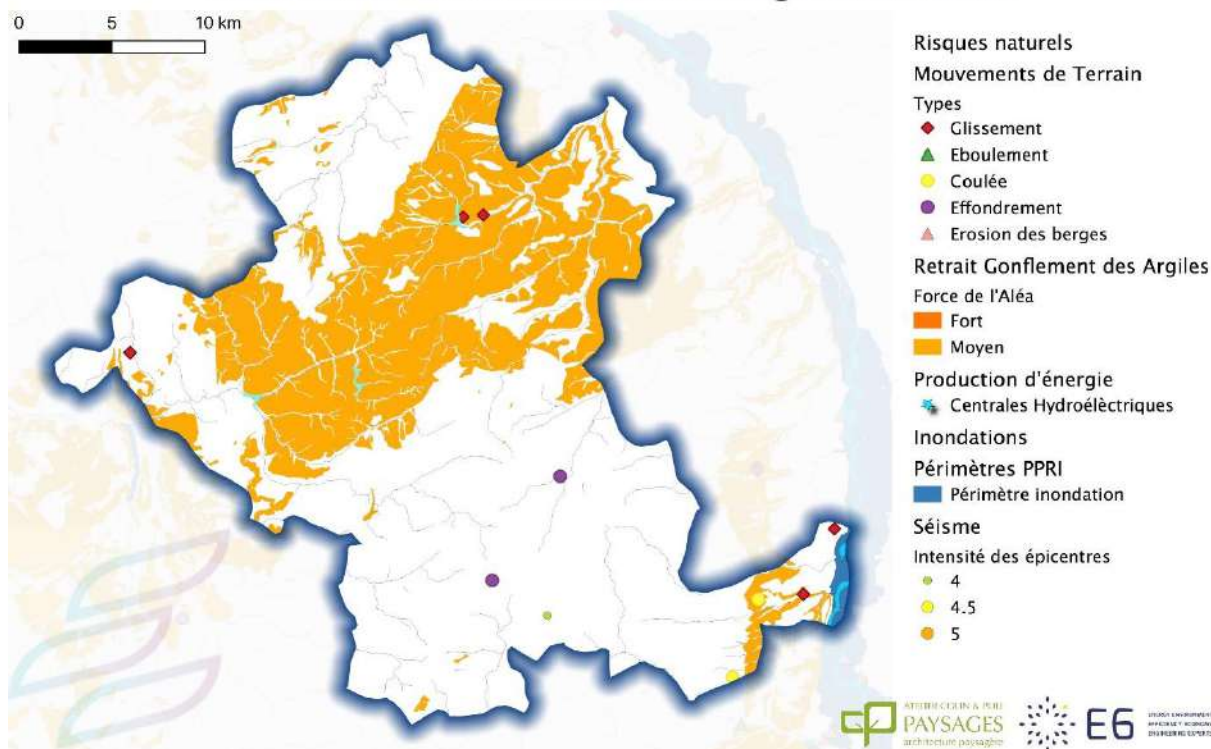 0 5 10 km
Risques naturels
Mouvements de Terrain
Types
Glissement
Eboulement
Coulée
Effondrement
Erosion des berges
Retrait Gonflement des Argiles
Force de l'Aléa
Fort
Moyen
Production d'énergie
Centrales Hydroélèctriques
Inondations
Périmètres PPRI
Périmètre inondation
Séisme
Intensité des épicentres
4
4.5
5
PAYSAGES
architecture paysagère
E6